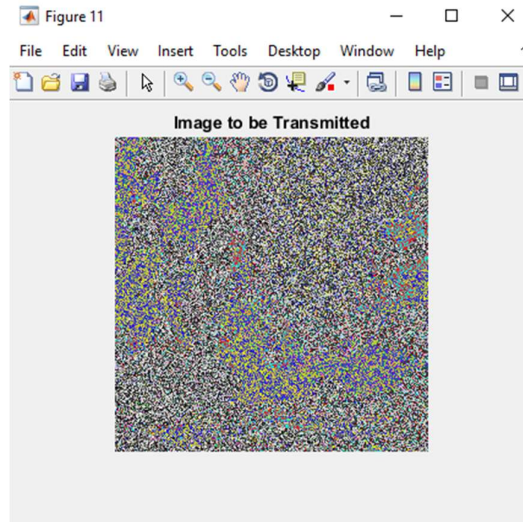 Figure 11
File Edit View Insert Tools Desktop Window Help
Image to be Transmitted